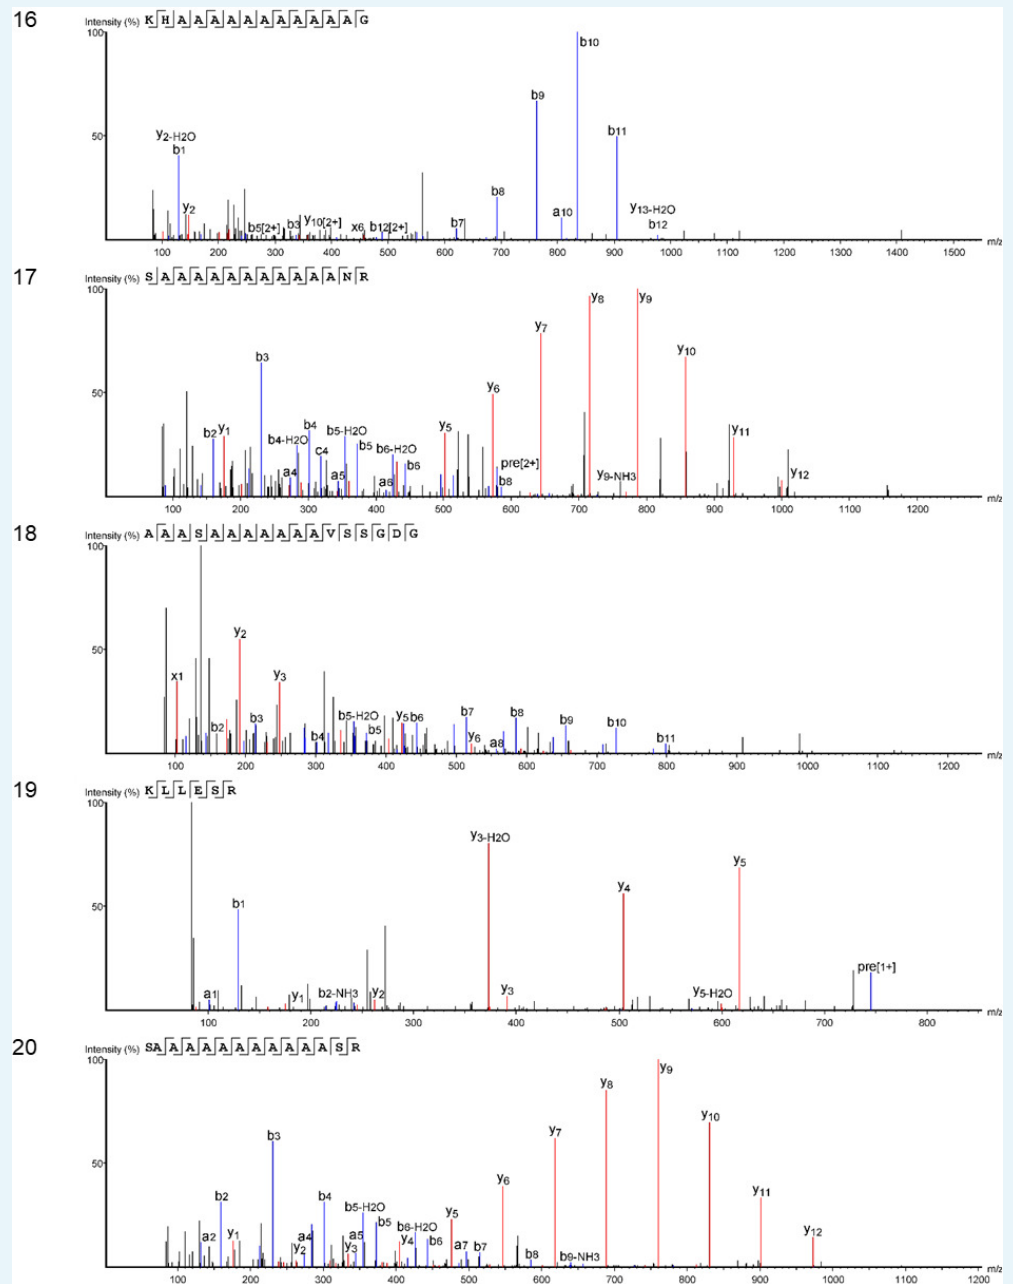 16
Intensity (%) K H A A A A A A A A A A A G
100
b10
b9
50
y2-H2O
b1
b11
b8
y2
b5[2+] b3 y10[2+] x6 b12[2+] b7 a10 y13-H2O
b12
100 200 300 400 500 600 700 800 900 1000 1100 1200 1300 1400 1500 m/z
17
Intensity (%) S A A A A A A A A A A A N R
100
y8 y9
y7
b3
y10
y6
50
b2 y1 b4-H2O b4 b5-H2O y5 y11
c4 b5 b6-H2O
a4 a5 a6 b6 pre[2+] b8 y9-NH3 y12
100 200 300 400 500 600 700 800 900 1000 1100 1200 m/z
18
Intensity (%) A A A S A A A A A A A V S S G D G
100
y2
50
x1 y3
b2 b3 b4 b5-H2O b5 y5 b6 y6 b7 a8 b8 b9 b10 b11
100 200 300 400 500 600 700 800 900 1000 1100 1200 m/z
19
Intensity (%) K L L E S R
100
y3-H2O
y5
y4
50
b1
a1 y1 b2-NH3 y2 y3 y5-H2O pre[1+]
100 200 300 400 500 600 700 800 m/z
20
Intensity (%) SA A A A A A A A A A A S R
100
y9
y8
y10
y7
b3
50
y6
b2 b4 y11
b5-H2O b5 y5
a2 y1 y2 a4 y3 a5 b6-H2O y4 b6 a7 b7 b8 b9-NH3 y12
100 200 300 400 500 600 700 800 900 1000 1100 1200 m/z